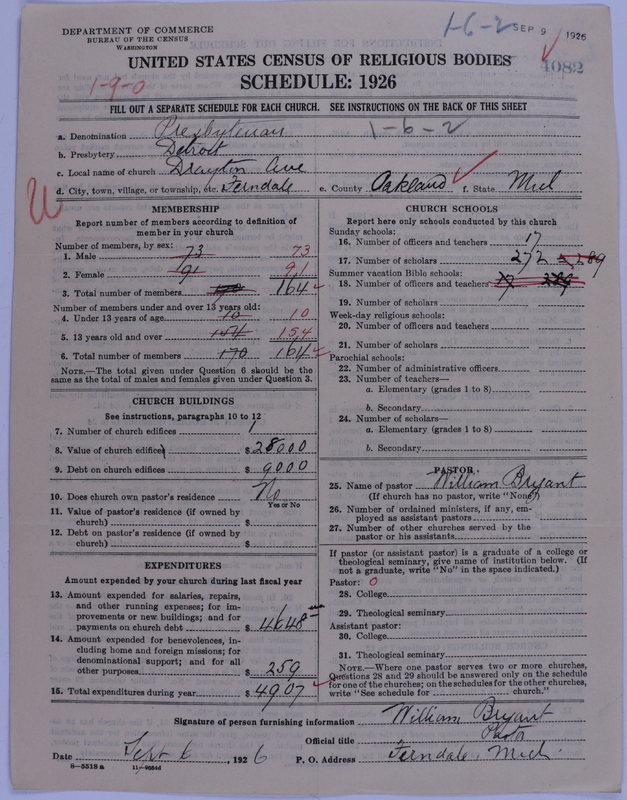 DEPARTMENT OF COMMERCE
BUREAU OF THE CENSUS
WASHINGTON
1-6-2
SEP 9 1926
4082
UNITED STATES CENSUS OF RELIGIOUS BODIES
SCHEDULE: 1926
1-9-0
FILL OUT A SEPARATE SCHEDULE FOR EACH CHURCH. SEE INSTRUCTIONS ON THE BACK OF THIS SHEET
a. Denomination Presbyterian
1-6-2
b. Presbytery Detroit
c. Local name of church Drayton Ave
d. City, town, village, or township, etc. Ferndale e. County Oakland f. State Mich
MEMBERSHIP
Report number of members according to definition of
member in your church
Number of members, by sex:
1. Male 73 73
2. Female 91 91
3. Total number of members 164
Number of members under and over 13 years old:
4. Under 13 years of age 10 10
5. 13 years old and over 154 154
6. Total number of members 170 164
NOTE.—The total given under Question 6 should be the
same as the total of males and females given under Question 3.
CHURCH BUILDINGS
See instructions, paragraphs 10 to 12
7. Number of church edifices 1
8. Value of church edifices $28000
9. Debt on church edifices $9000
10. Does church own pastor's residence No
Yes or No
11. Value of pastor's residence (if owned by
church) $
12. Debt on pastor's residence (if owned by
church) $
EXPENDITURES
Amount expended by your church during last fiscal year
13. Amount expended for salaries, repairs,
and other running expenses; for im-
provements or new buildings; and for
payments on church debt $4648
14. Amount expended for benevolences, in-
cluding home and foreign missions; for
denominational support; and for all
other purposes $259
15. Total expenditures during year $4907
CHURCH SCHOOLS
Report here only schools conducted by this church
Sunday schools:
16. Number of officers and teachers 17
17. Number of scholars 272 289
Summer vacation Bible schools:
18. Number of officers and teachers 17
19. Number of scholars
Week-day religious schools:
20. Number of officers and teachers
21. Number of scholars
Parochial schools:
22. Number of administrative officers
23. Number of teachers—
a. Elementary (grades 1 to 8)
b. Secondary
24. Number of scholars—
a. Elementary (grades 1 to 8)
b. Secondary
PASTOR
25. Name of pastor William Bryant
(If church has no pastor, write "None")
26. Number of ordained ministers, if any, em-
ployed as assistant pastors
27. Number of other churches served by the
pastor or his assistants
If pastor (or assistant pastor) is a graduate of a college or
theological seminary, give name of institution below. (If
not a graduate, write "No" in the space indicated.)
Pastor: 0
28. College
29. Theological seminary
Assistant pastor:
30. College
31. Theological seminary
NOTE.—Where one pastor serves two or more churches,
Questions 28 and 29 should be answered only on the schedule
for one of the churches; on the schedules for the other churches,
write "See schedule for church."
Signature of person furnishing information William Bryant
Official title
Date Sept 6, 1926 P. O. Address Ferndale, Mich.
8-5518a